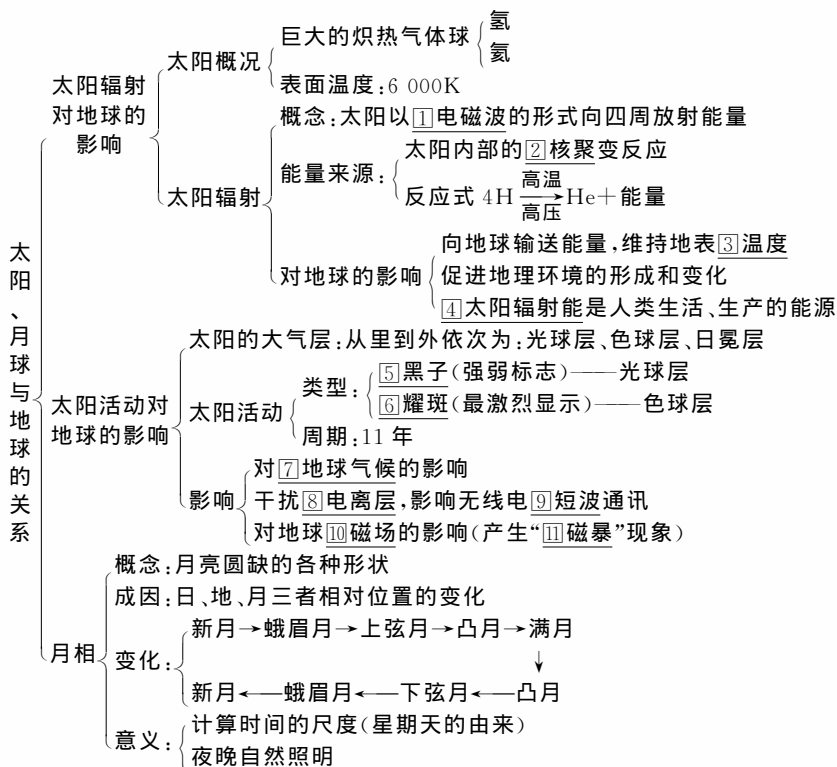 太阳、月球与地球的关系
太阳辐射对地球的影响
太阳概况
巨大的炽热气体球
氢
氦
表面温度:6 000K
太阳辐射
概念:太阳以1电磁波的形式向四周放射能量
能量来源:
太阳内部的2核聚变反应
反应式 4H 高温 高压 → He+能量
对地球的影响
向地球输送能量,维持地表3温度
促进地理环境的形成和变化
4太阳辐射能是人类生活、生产的能源
太阳活动对地球的影响
太阳的大气层:从里到外依次为:光球层、色球层、日冕层
太阳活动
类型:
5黑子(强弱标志)——光球层
6耀斑(最激烈显示)——色球层
周期:11 年
影响
对7地球气候的影响
干扰8电离层,影响无线电9短波通讯
对地球10磁场的影响(产生“11磁暴”现象)
月相
概念:月亮圆缺的各种形状
成因:日、地、月三者相对位置的变化
变化:
新月→蛾眉月→上弦月→凸月→满月
↓
新月←蛾眉月←下弦月←凸月
意义:
计算时间的尺度(星期天的由来)
夜晚自然照明